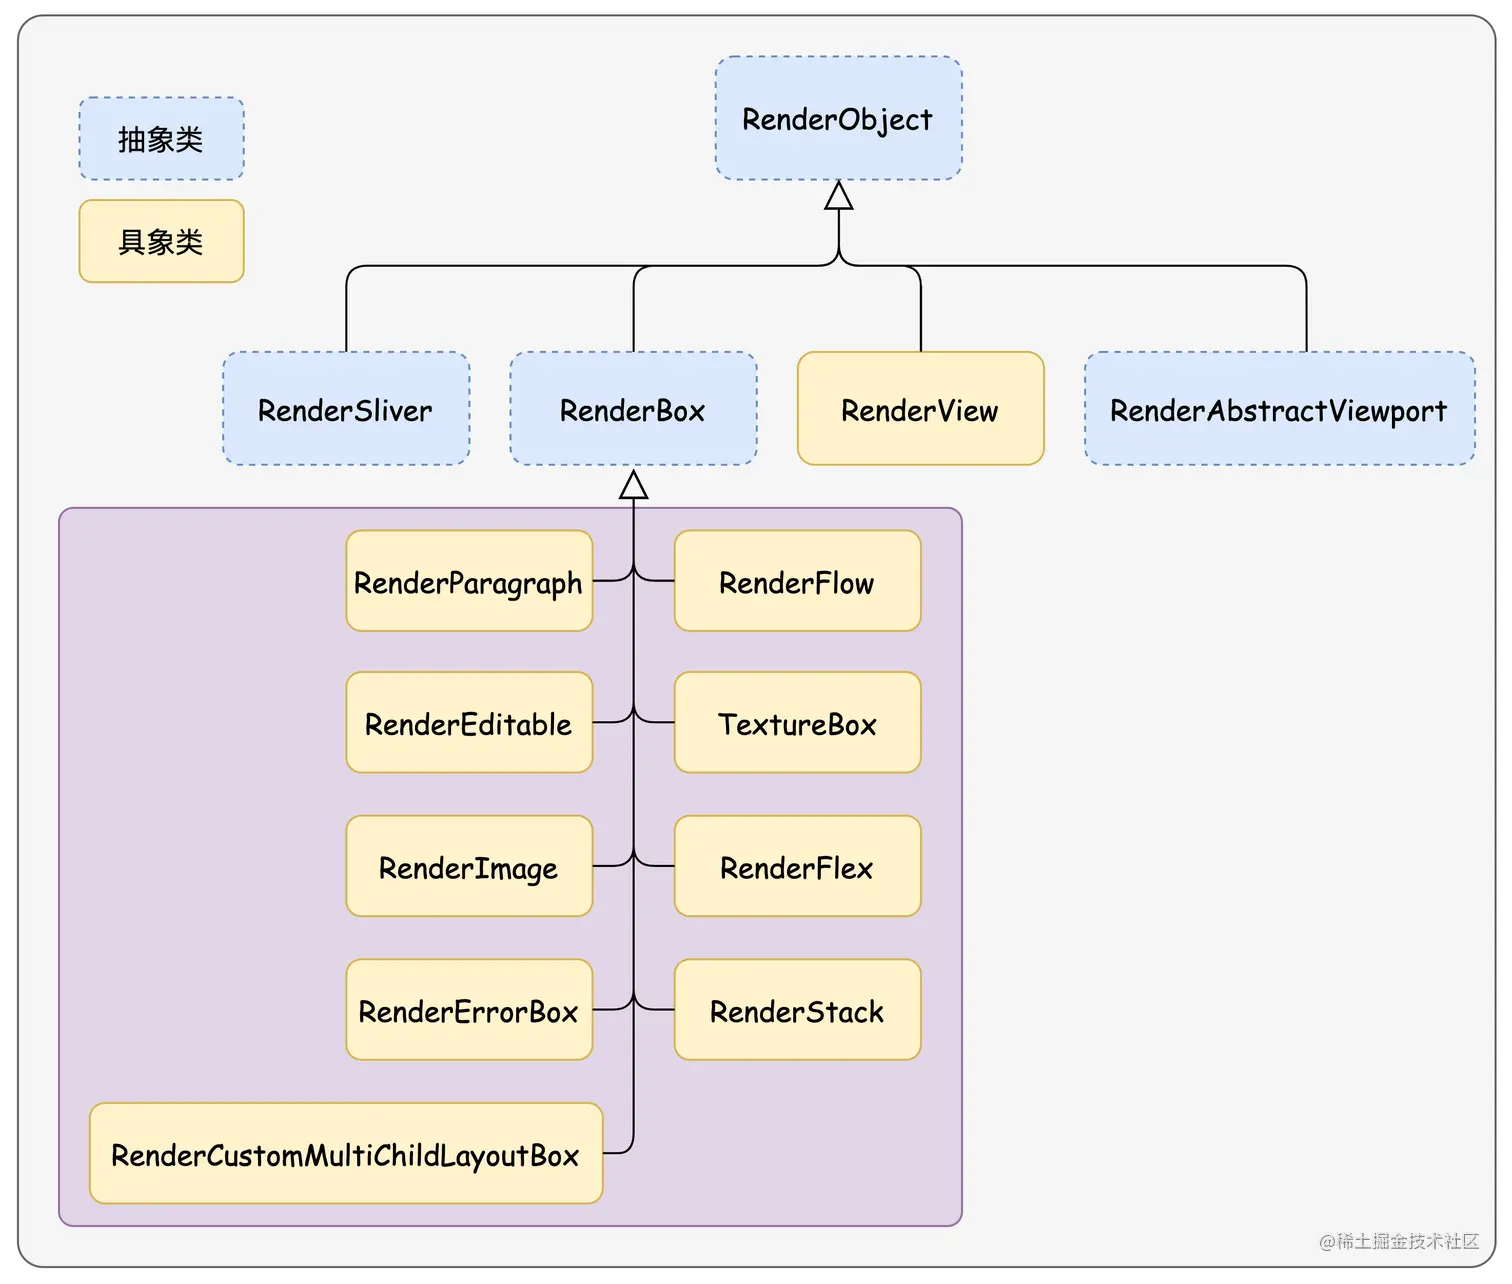 RenderObject
抽象类
具象类
RenderSliver
RenderBox
RenderView
RenderAbstractViewport
RenderParagraph
RenderFlow
RenderEditable
TextureBox
RenderImage
RenderFlex
RenderErrorBox
RenderStack
RenderCustomMultiChildLayoutBox
@稀土掘金技术社区